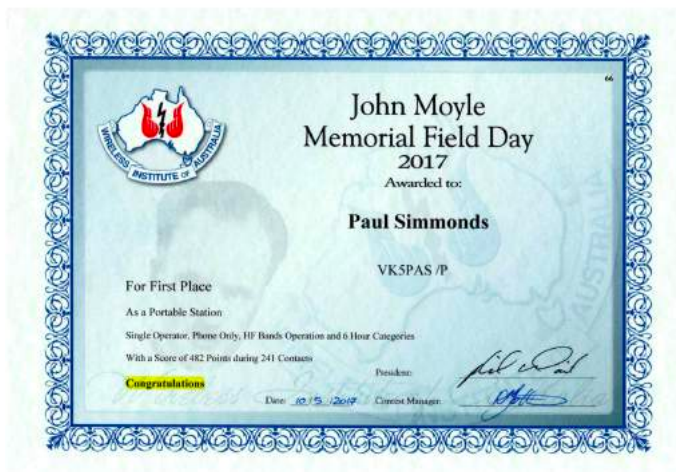 66
WIRELESS INSTITUTE OF AUSTRALIA
John Moyle
Memorial Field Day
2017
Awarded to:
Paul Simmonds
VK5PAS /P
For First Place
As a Portable Station
Single Operator, Phone Only, HF Bands Operation and 6 Hour Categories
With a Score of 482 Points during 241 Contacts
Congratulations
President:
Date: 10/5/2017 Contest Manager: